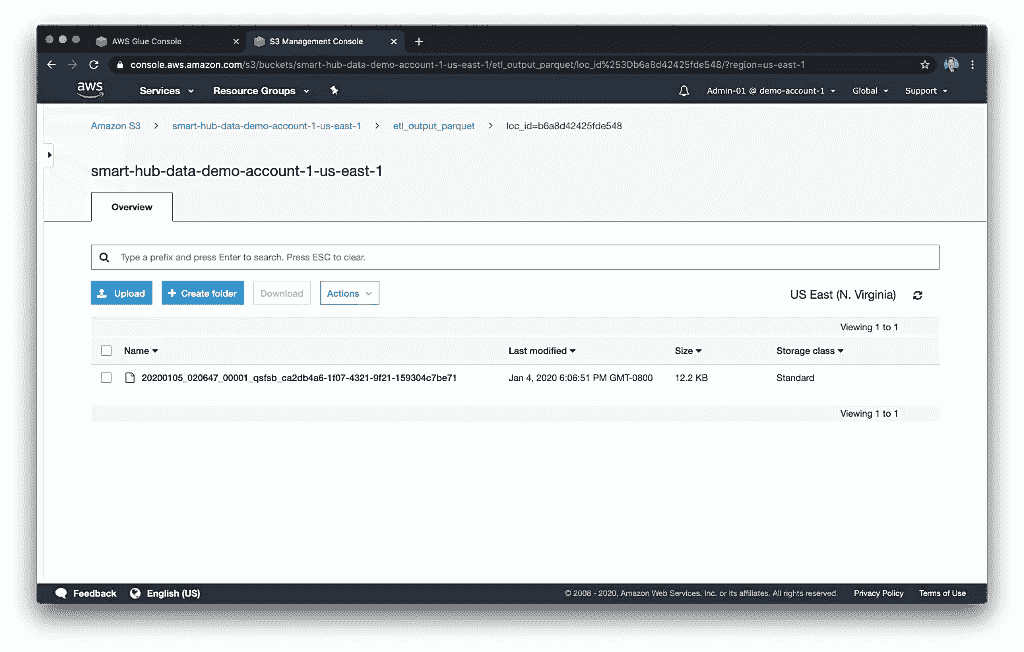 AWS Glue Console
S3 Management Console
console.aws.amazon.com/s3/buckets/smart-hub-data-demo-account-1-us-east-1/etl_output_parquet/loc_id%253Db6a8d42425fde548/?region=us-east-1
aws Services Resource Groups Admin-01 @ demo-account-1 Global Support
Amazon S3 > smart-hub-data-demo-account-1-us-east-1 > etl_output_parquet > loc_id=b6a8d42425fde548
smart-hub-data-demo-account-1-us-east-1
Overview
Type a prefix and press Enter to search. Press ESC to clear.
Upload + Create folder Download Actions US East (N. Virginia)
Viewing 1 to 1
Name Last modified Size Storage class
20200105_020647_00001_qsfsb_ca2db4a6-1f07-4321-9f21-159304c7be71 Jan 4, 2020 6:06:51 PM GMT-0800 12.2 KB Standard
Viewing 1 to 1
Feedback English (US) © 2008 - 2020, Amazon Web Services, Inc. or its affiliates. All rights reserved. Privacy Policy Terms of Use